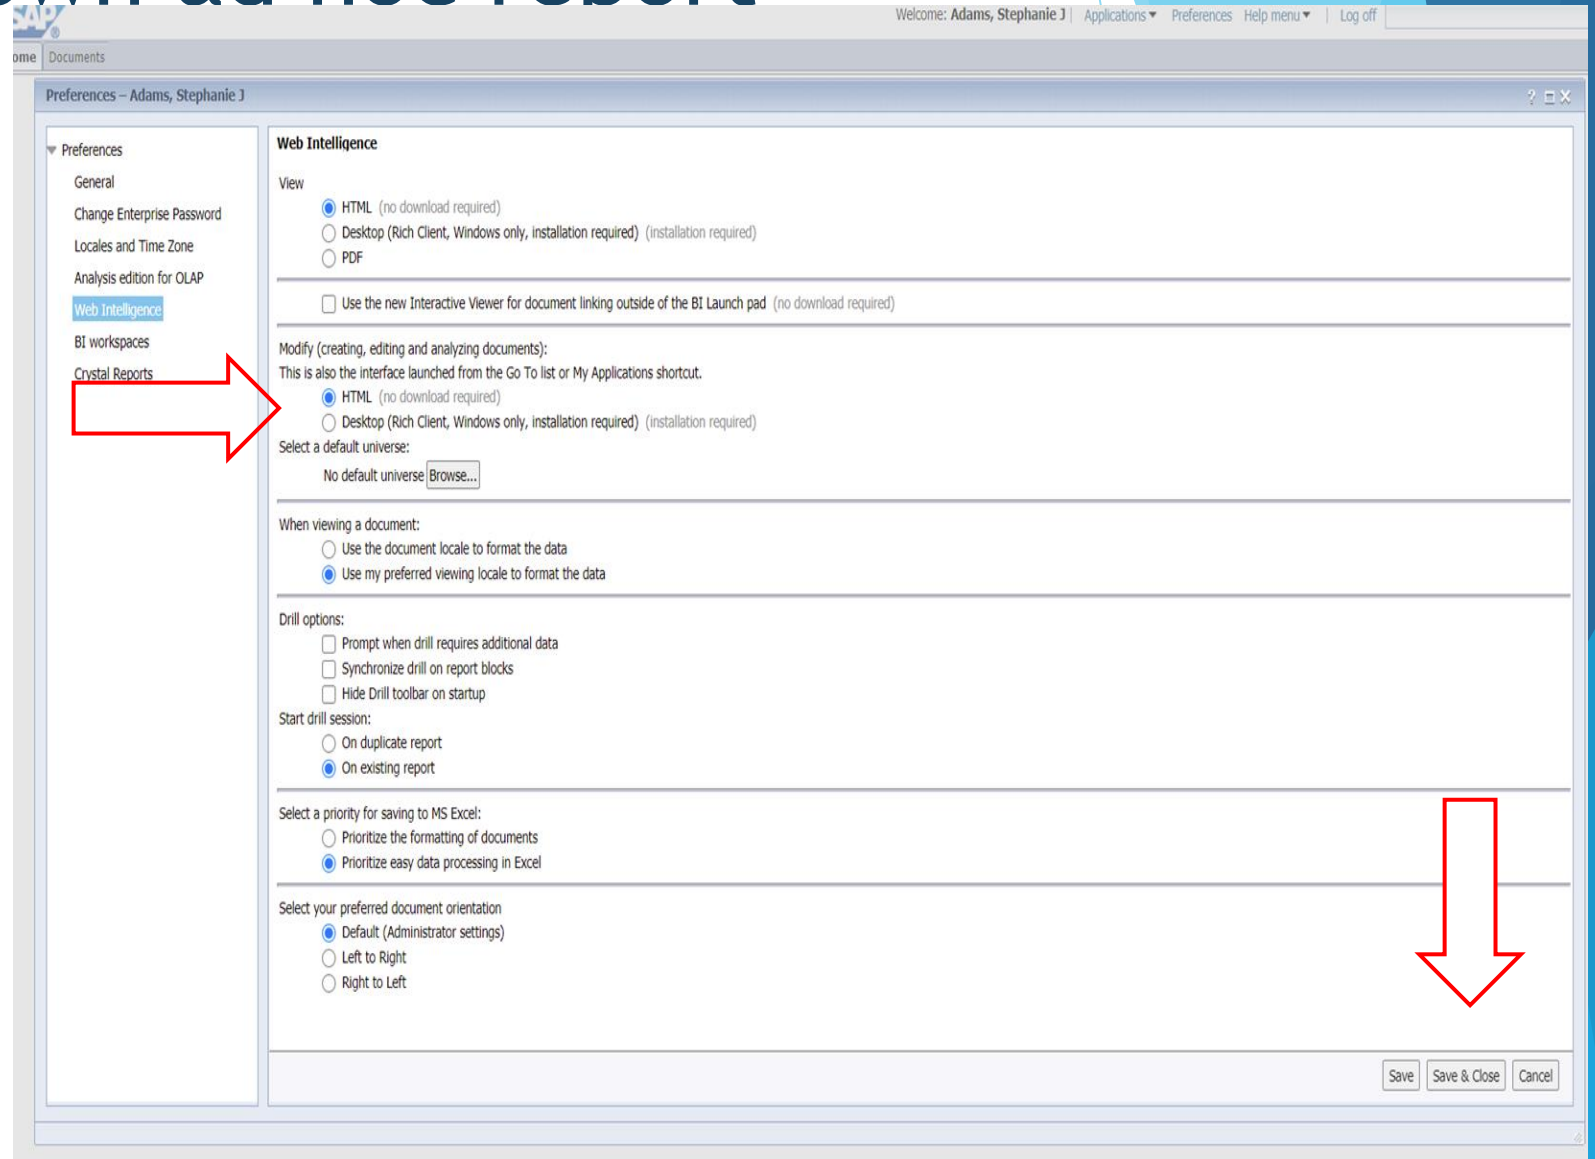 own ad hoc report
SAP
Welcome: Adams, Stephanie J | Applications Preferences Help menu | Log off
ome Documents
Preferences – Adams, Stephanie J
Preferences
General
Change Enterprise Password
Locales and Time Zone
Analysis edition for OLAP
Web Intelligence
BI workspaces
Crystal Reports
Web Intelligence
View
HTML (no download required)
Desktop (Rich Client, Windows only, installation required) (installation required)
PDF
Use the new Interactive Viewer for document linking outside of the BI Launch pad (no download required)
Modify (creating, editing and analyzing documents):
This is also the interface launched from the Go To list or My Applications shortcut.
HTML (no download required)
Desktop (Rich Client, Windows only, installation required) (installation required)
Select a default universe:
No default universe Browse...
When viewing a document:
Use the document locale to format the data
Use my preferred viewing locale to format the data
Drill options:
Prompt when drill requires additional data
Synchronize drill on report blocks
Hide Drill toolbar on startup
Start drill session:
On duplicate report
On existing report
Select a priority for saving to MS Excel:
Prioritize the formatting of documents
Prioritize easy data processing in Excel
Select your preferred document orientation
Default (Administrator settings)
Left to Right
Right to Left
Save Save & Close Cancel